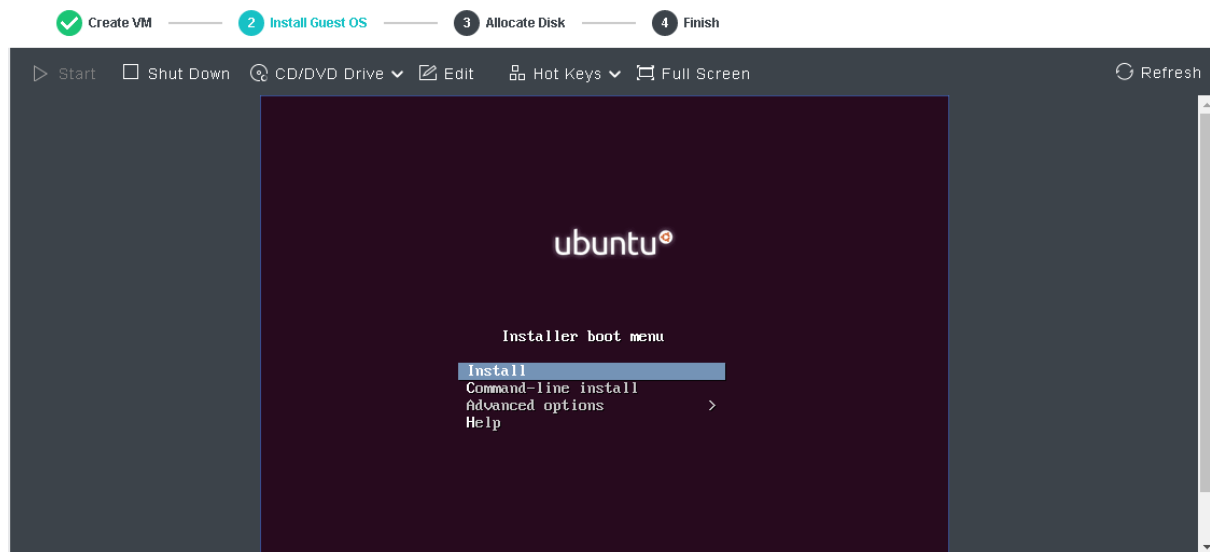 Create VM 2 Install Guest OS 3 Allocate Disk 4 Finish
Start Shut Down CD/DVD Drive Edit Hot Keys Full Screen Refresh
ubuntu
Installer boot menu
Install
Command-line install
Advanced options >
Help